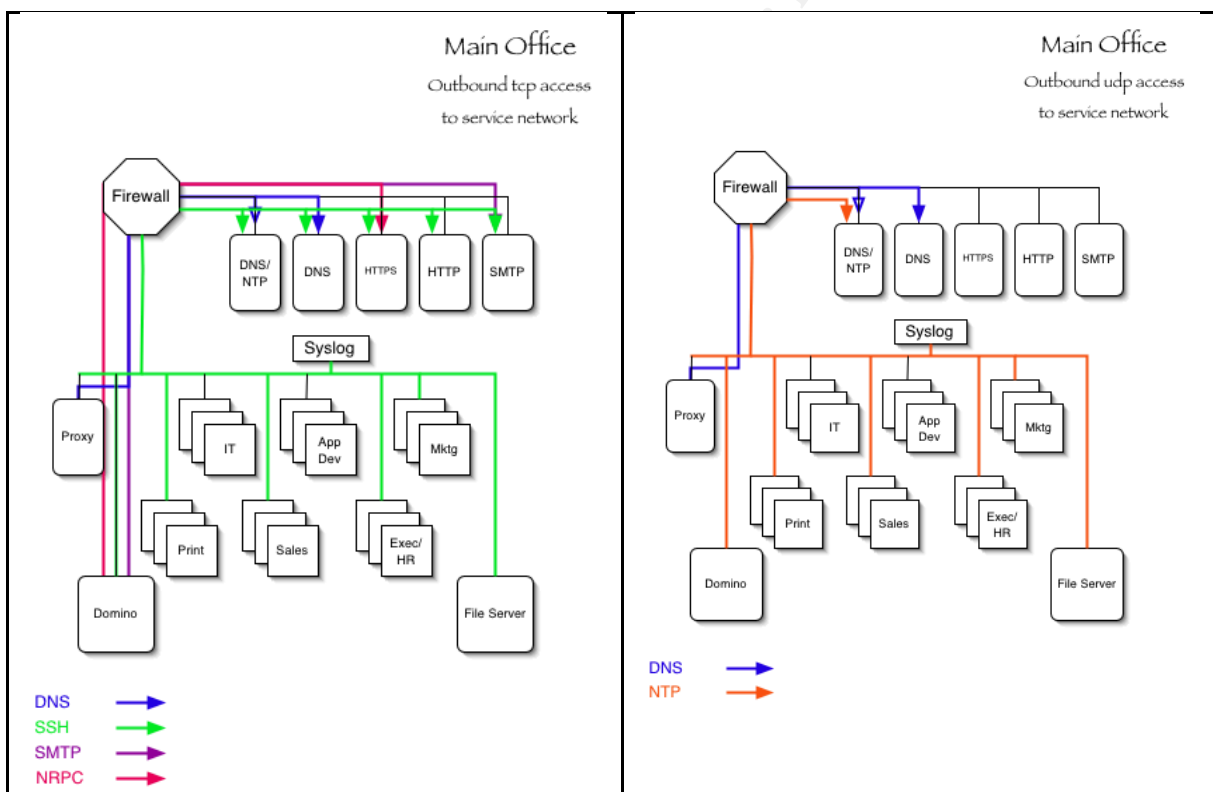 Main Office
Outbound tcp access
to service network
Firewall
DNS/
NTP
DNS
HTTPS
HTTP
SMTP
Syslog
Proxy
IT
App
Dev
Mktg
Print
Sales
Exec/
HR
Domino
File Server
DNS
SSH
SMTP
NRPC
Main Office
Outbound udp access
to service network
Firewall
DNS/
NTP
DNS
HTTPS
HTTP
SMTP
Syslog
Proxy
IT
App
Dev
Mktg
Print
Sales
Exec/
HR
Domino
File Server
DNS
NTP